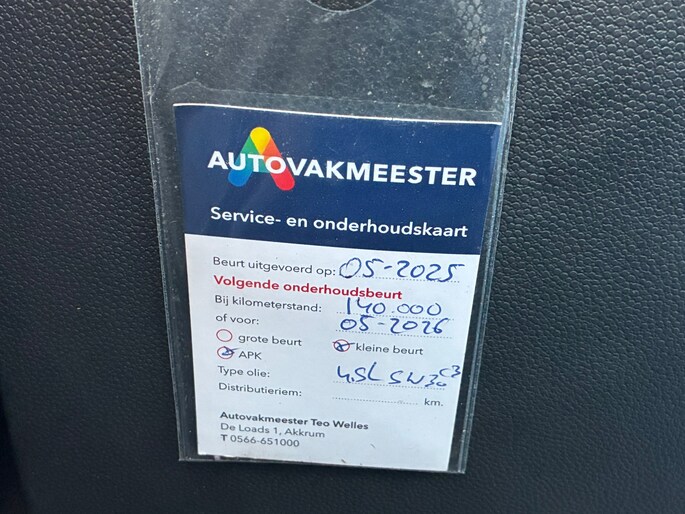 AUTOVAKMEESTER
Service- en onderhoudskaart
Beurt uitgevoerd op: 05-2025
Volgende onderhoudsbeurt
Bij kilometerstand: 140.000
of voor: 05-2026
grote beurt kleine beurt
APK
Type olie: 4,5L 5W30 C3
Distributieriem: km.
Autovakmeester Teo Welles
De Loads 1, Akkrum
T 0566-651000